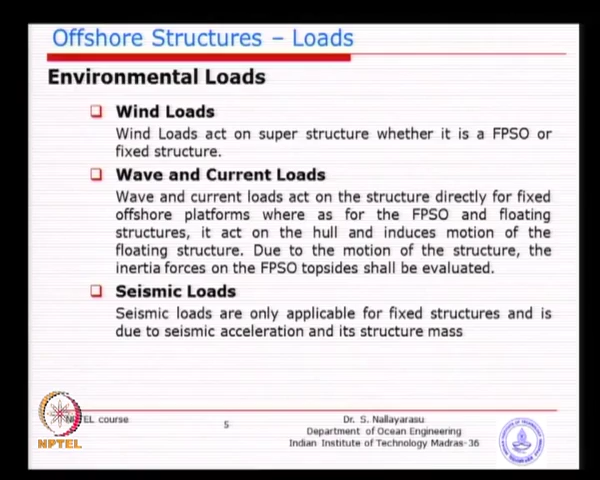 Offshore Structures – Loads
Environmental Loads
Wind Loads
Wind Loads act on super structure whether it is a FPSO or
fixed structure.
Wave and Current Loads
Wave and current loads act on the structure directly for fixed
offshore platforms where as for the FPSO and floating
structures, it act on the hull and induces motion of the
floating structure. Due to the motion of the structure, the
inertia forces on the FPSO topsides shall be evaluated.
Seismic Loads
Seismic loads are only applicable for fixed structures and is
due to seismic acceleration and its structure mass
NPTEL course
5
Dr. S. Nallayarasu
Department of Ocean Engineering
Indian Institute of Technology Madras-36
NPTEL